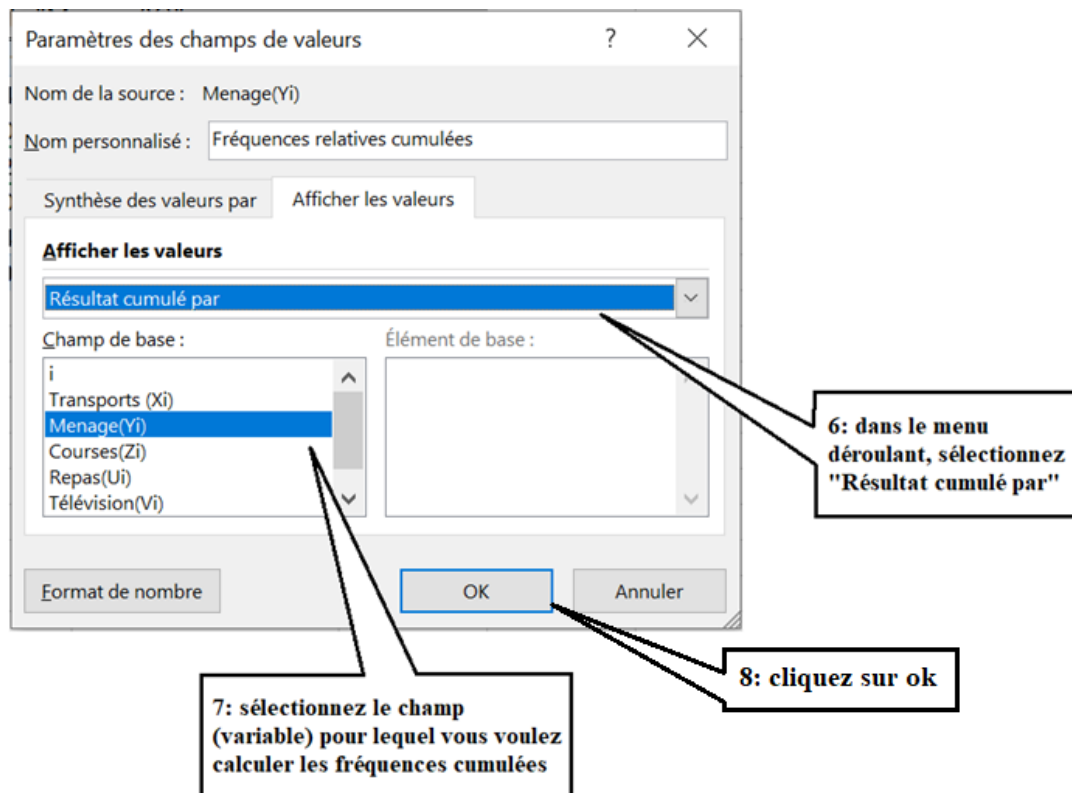 Paramètres des champs de valeurs ?
Nom de la source : Menage(Yi)
Nom personnalisé : Fréquences relatives cumulées
Synthèse des valeurs par Afficher les valeurs
Afficher les valeurs
Résultat cumulé par
Champ de base : Élément de base :
i
Transports (Xi)
Menage(Yi)
Courses(Zi)
Repas(Ui)
Télévision(Vi)
Format de nombre OK Annuler
6: dans le menu
déroulant, sélectionnez
"Résultat cumulé par"
8: cliquez sur ok
7: sélectionnez le champ
(variable) pour lequel vous voulez
calculer les fréquences cumulées